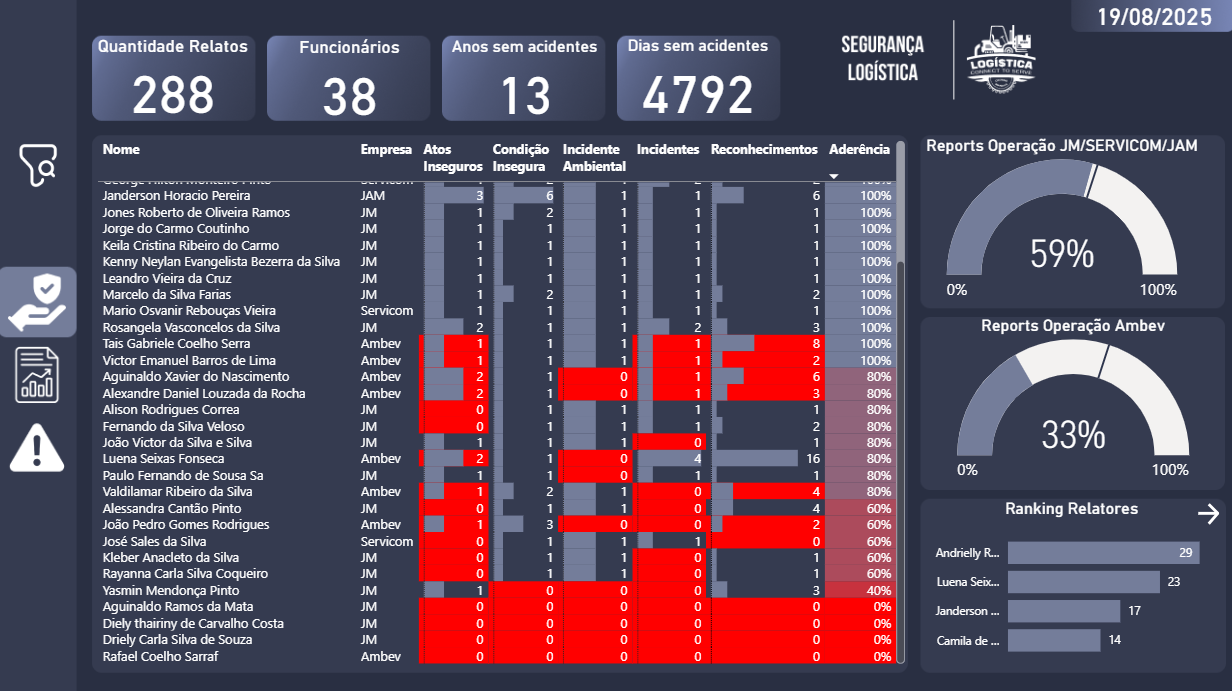 19/08/2025
Quantidade Relatos Funcionários Anos sem acidentes Dias sem acidentes
288 38 13 4792
SEGURANÇA
LOGÍSTICA
LOGÍSTICA
CONNECT TO SERVE
Nome Empresa Atos Inseguros Condição Insegura Incidente Ambiental Incidentes Reconhecimentos Aderência
Janderson Horacio Pereira JAM 3 6 1 1 6 100%
Jones Roberto de Oliveira Ramos JM 1 2 1 1 1 100%
Jorge do Carmo Coutinho JM 1 1 1 1 1 100%
Keila Cristina Ribeiro do Carmo JM 1 1 1 1 1 100%
Kenny Neylan Evangelista Bezerra da Silva JM 1 1 1 1 1 100%
Leandro Vieira da Cruz JM 1 1 1 1 1 100%
Marcelo da Silva Farias JM 1 2 1 1 2 100%
Mario Osvanir Rebouças Vieira Servicom 1 1 1 1 1 100%
Rosangela Vasconcelos da Silva JM 2 1 1 2 3 100%
Tais Gabriele Coelho Serra Ambev 1 1 1 1 8 100%
Victor Emanuel Barros de Lima Ambev 1 1 1 1 2 100%
Aguinaldo Xavier do Nascimento Ambev 2 1 0 1 6 80%
Alexandre Daniel Louzada da Rocha Ambev 2 1 0 1 3 80%
Alison Rodrigues Correa JM 0 1 1 1 1 80%
Fernando da Silva Veloso JM 0 1 1 1 2 80%
João Victor da Silva e Silva JM 1 1 1 0 1 80%
Luena Seixas Fonseca Ambev 2 1 0 4 16 80%
Paulo Fernando de Sousa Sa JM 1 1 0 1 1 80%
Valdilamar Ribeiro da Silva Ambev 1 2 1 0 4 80%
Alessandra Cantão Pinto JM 0 1 1 0 4 60%
João Pedro Gomes Rodrigues Ambev 1 3 0 0 2 60%
José Sales da Silva Servicom 0 1 1 1 0 60%
Kleber Anacleto da Silva JM 0 1 1 0 1 60%
Rayanna Carla Silva Coqueiro JM 0 1 1 0 1 60%
Yasmin Mendonça Pinto JM 1 0 0 0 3 40%
Aguinaldo Ramos da Mata JM 0 0 0 0 0 0%
Diely thairiny de Carvalho Costa JM 0 0 0 0 0 0%
Driely Carla Silva de Souza JM 0 0 0 0 0 0%
Rafael Coelho Sarraf Ambev 0 0 0 0 0 0%
Reports Operação JM/SERVICOM/JAM
59%
0% 100%
Reports Operação Ambev
33%
0% 100%
Ranking Relatores
Andrielly R... 29
Luena Seix... 23
Janderson ... 17
Camila de ... 14